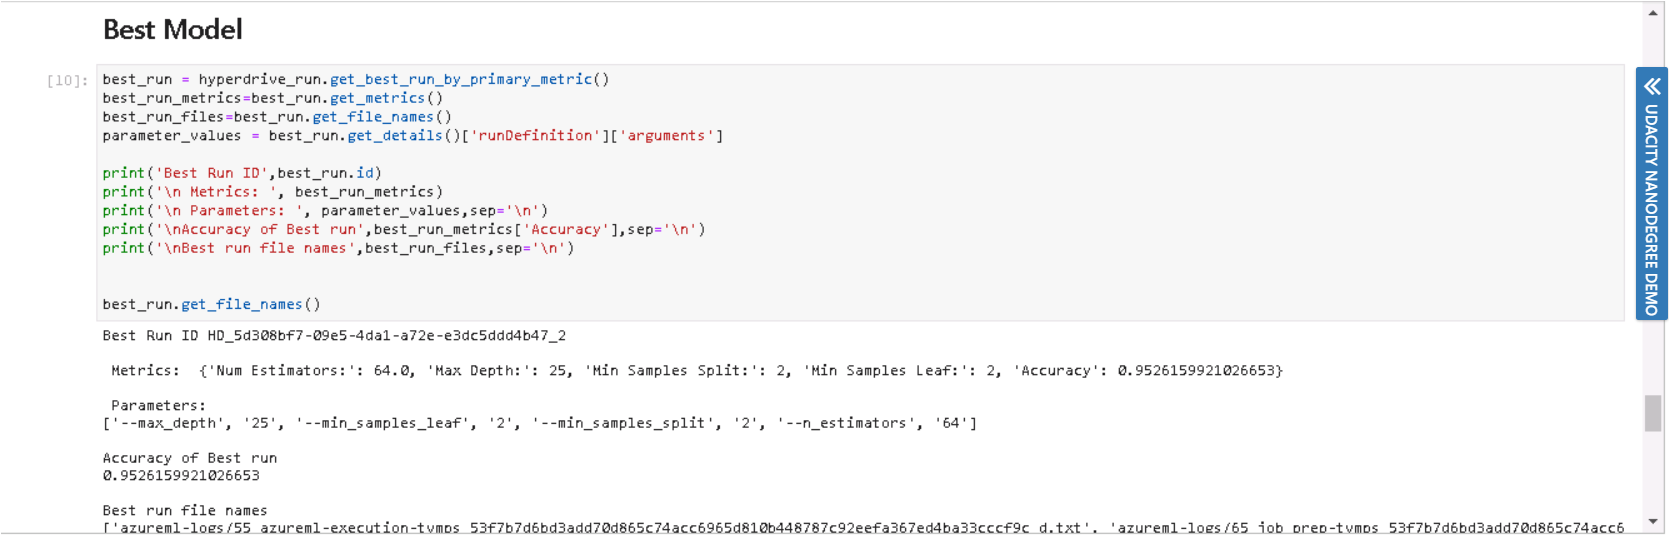 Best Model
[10]:
best_run = hyperdrive_run.get_best_run_by_primary_metric()
best_run_metrics=best_run.get_metrics()
best_run_files=best_run.get_file_names()
parameter_values = best_run.get_details()['runDefinition']['arguments']
print('Best Run ID',best_run.id)
print('\n Metrics: ', best_run_metrics)
print('\n Parameters: ', parameter_values,sep='\n')
print('\nAccuracy of Best run',best_run_metrics['Accuracy'],sep='\n')
print('\nBest run file names',best_run_files,sep='\n')
best_run.get_file_names()
Best Run ID HD_5d308bf7-09e5-4da1-a72e-e3dc5ddd4b47_2
Metrics:  {'Num Estimators:': 64.0, 'Max Depth:': 25, 'Min Samples Split:': 2, 'Min Samples Leaf:': 2, 'Accuracy': 0.9526159921026653}
Parameters:
['--max_depth', '25', '--min_samples_leaf', '2', '--min_samples_split', '2', '--n_estimators', '64']
Accuracy of Best run
0.9526159921026653
Best run file names
['azureml-logs/55_azureml-execution-tvmps_53f7b7d6bd3add70d865c74acc6965d810b448787c92eefa367ed4ba33cccf9c_d.txt', 'azureml-logs/65_job_prep-tvmps_53f7b7d6bd3add70d865c74acc6
UDACITY NANODEGREE DEMO